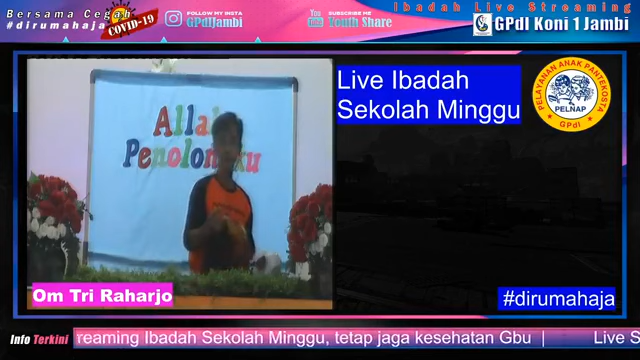 Bersama Cegah
#dirumahaja
COVID-19
FOLLOW MY INSTA
GPdIJambi
You
Tube
SUBSCRIBE ME
Youth Share
Ibadah Live Streaming
GPdI Koni 1 Jambi
Live Ibadah
Sekolah Minggu
PELAYANAN ANAK PANTEKOSTA
PELNAP
GPdI
Allah
Penolongku
Om Tri Raharjo
#dirumahaja
Info Terkini
reaming Ibadah Sekolah Minggu, tetap jaga kesehatan Gbu |
Live S